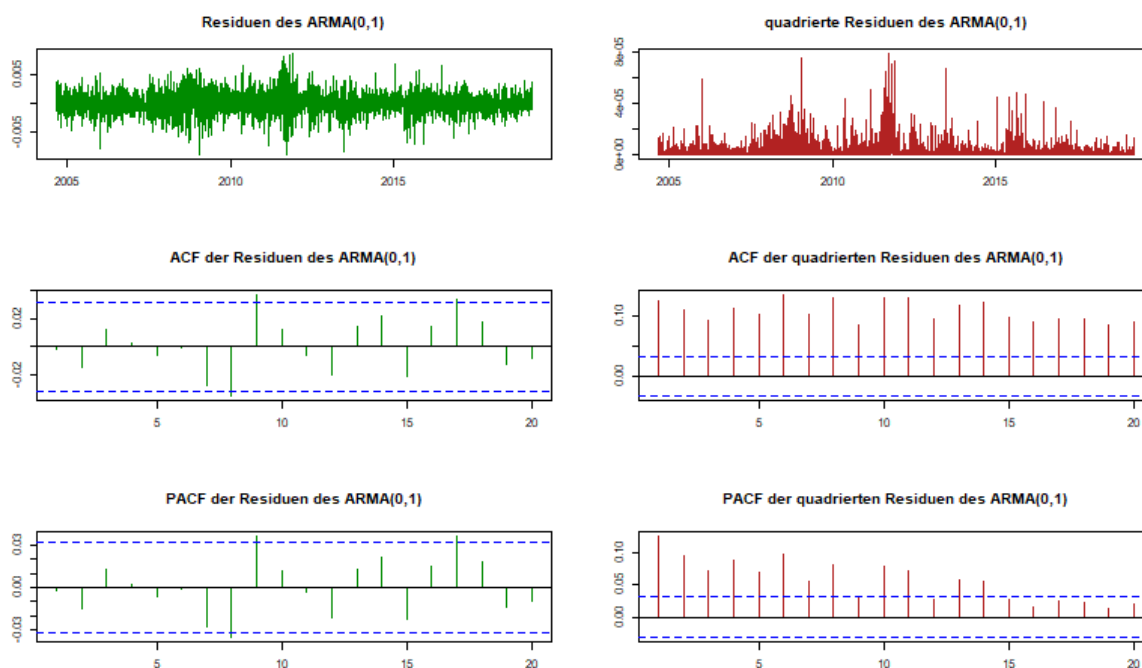 Residuen des ARMA(0,1)
0.005
-0.005
2005 2010 2015
quadrierte Residuen des ARMA(0,1)
8e-05
4e-05
0e+00
2005 2010 2015
ACF der Residuen des ARMA(0,1)
0.02
-0.02
5 10 15 20
ACF der quadrierten Residuen des ARMA(0,1)
0.10
0.00
5 10 15 20
PACF der Residuen des ARMA(0,1)
0.03
0.00
-0.03
5 10 15 20
PACF der quadrierten Residuen des ARMA(0,1)
0.10
0.05
0.00
5 10 15 20